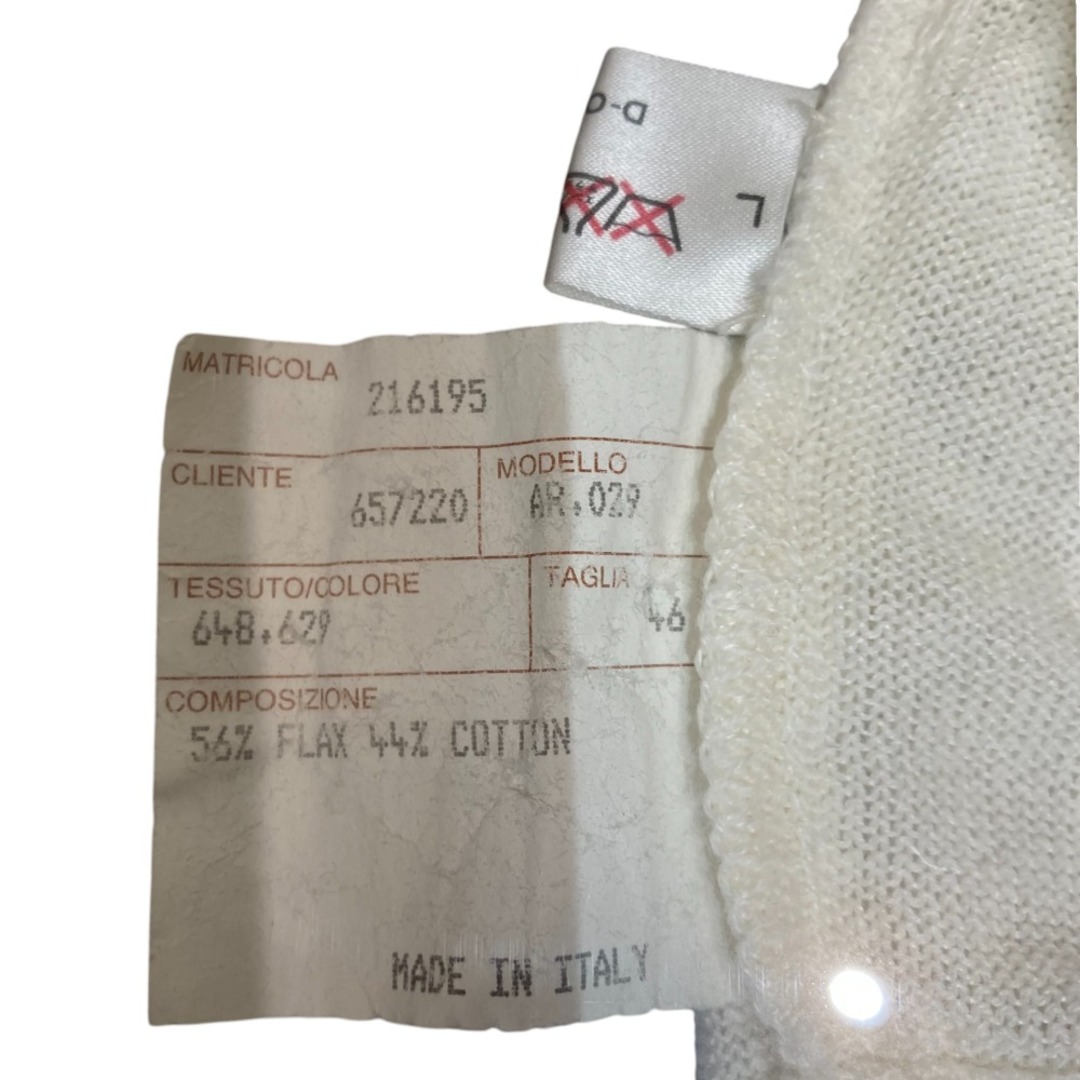 D-
L
MATRICOLA
216195
CLIENTE
657220
MODELLO
AR.029
TESSUTO/COLORE
648.629
TAGLIA
46
COMPOSIZIONE
56% FLAX 44% COTTON
MADE IN ITALY